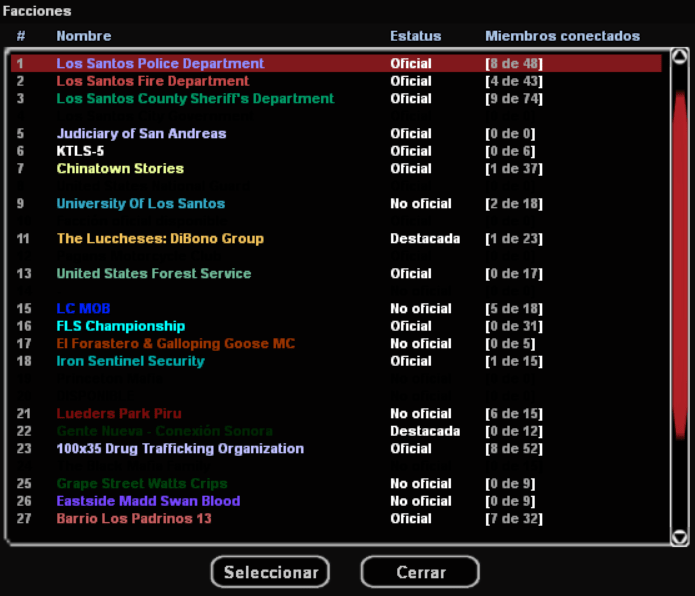 Facciones
# Nombre Estatus Miembros conectados
1 Los Santos Police Department Oficial [8 de 48]
2 Los Santos Fire Department Oficial [4 de 43]
3 Los Santos County Sheriff's Department Oficial [9 de 74]
5 Judiciary of San Andreas Oficial [0 de 0]
6 KTLS-5 Oficial [0 de 6]
7 Chinatown Stories Oficial [1 de 37]
9 University Of Los Santos No oficial [2 de 18]
11 The Luccheses: DiBono Group Destacada [1 de 23]
13 United States Forest Service Oficial [0 de 17]
15 LC MOB No oficial [5 de 18]
16 FLS Championship Oficial [0 de 31]
17 El Forastero & Galloping Goose MC No oficial [0 de 5]
18 Iron Sentinel Security Oficial [1 de 15]
21 Lueders Park Piru No oficial [6 de 15]
22 Gente Nueva - Conexión Sonora Destacada [0 de 12]
23 100x35 Drug Trafficking Organization Oficial [8 de 52]
25 Grape Street Watts Crips No oficial [0 de 9]
26 Eastside Madd Swan Blood No oficial [0 de 9]
27 Barrio Los Padrinos 13 Oficial [7 de 32]
Seleccionar Cerrar